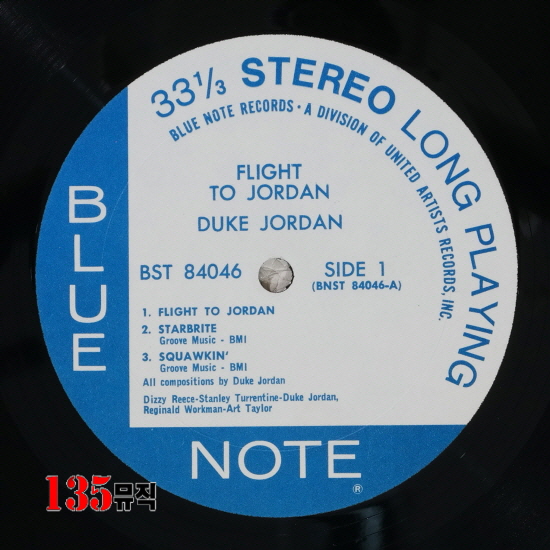 33⅓ STEREO LONG PLAYING
BLUE NOTE RECORDS • A DIVISION OF UNITED ARTISTS RECORDS, INC.
FLIGHT
TO JORDAN
DUKE JORDAN
BST 84046
SIDE 1
(BNST 84046-A)
1. FLIGHT TO JORDAN
2. STARBRITE
Groove Music - BMI
3. SQUAWKIN'
Groove Music - BMI
All compositions by Duke Jordan
Dizzy Reece-Stanley Turrentine-Duke Jordan,
Reginald Workman-Art Taylor
BLUE
NOTE
®
135뮤직